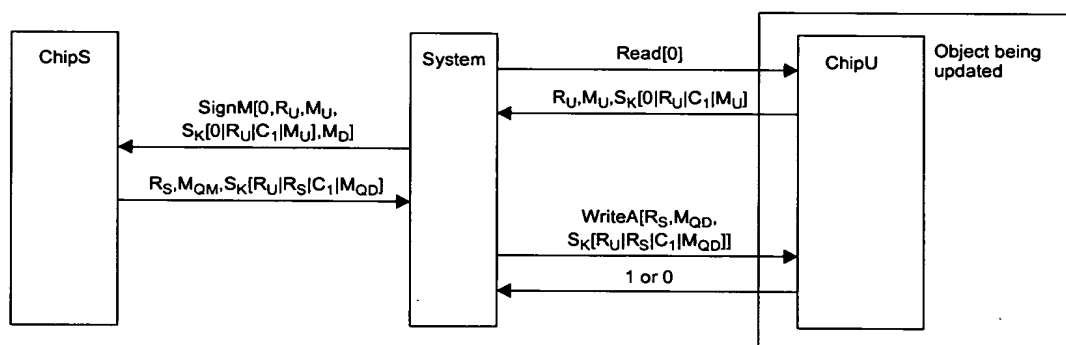 ChipS
System
ChipU
Object being
updated
Read[0]
R_U,M_U,S_K[0|R_U|C_1|M_U]
SignM[0,R_U,M_U,
S_K[0|R_U|C_1|M_U],M_D]
R_S,M_QM,S_K[R_U|R_S|C_1|M_QD]
WriteA[R_S,M_QD,
S_K[R_U|R_S|C_1|M_QD]]
1 or 0